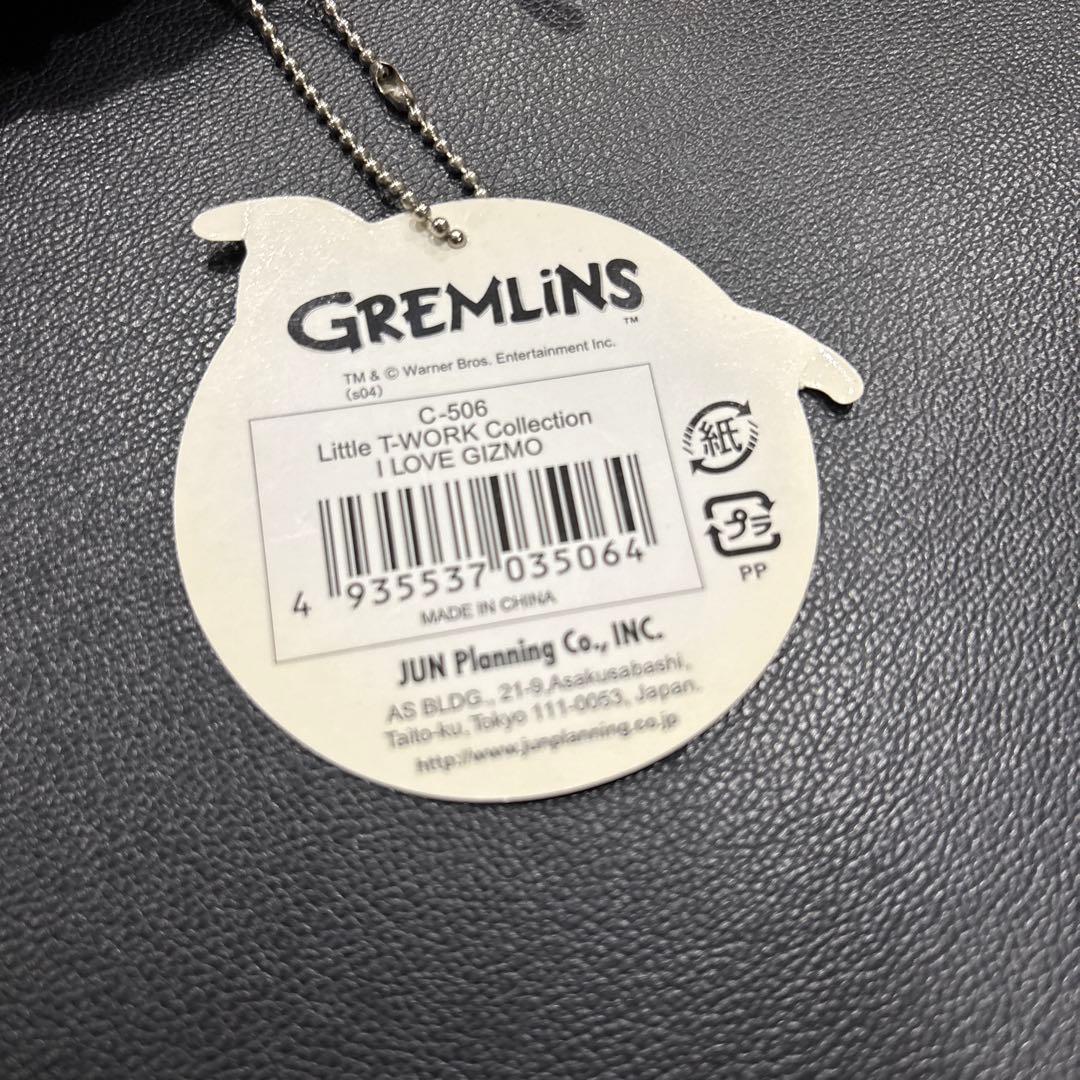 GREMLiNS
™
TM & © Warner Bros. Entertainment Inc.
(s04)
C-506
Little T-WORK Collection
I LOVE GIZMO
4 935537 035064
MADE IN CHINA
紙
プラ
PP
JUN Planning Co., INC.
AS BLDG., 21-9,Asakusabashi,
Taito-ku,Tokyo 111-0053, Japan.
http://www.junplanning.co.jp